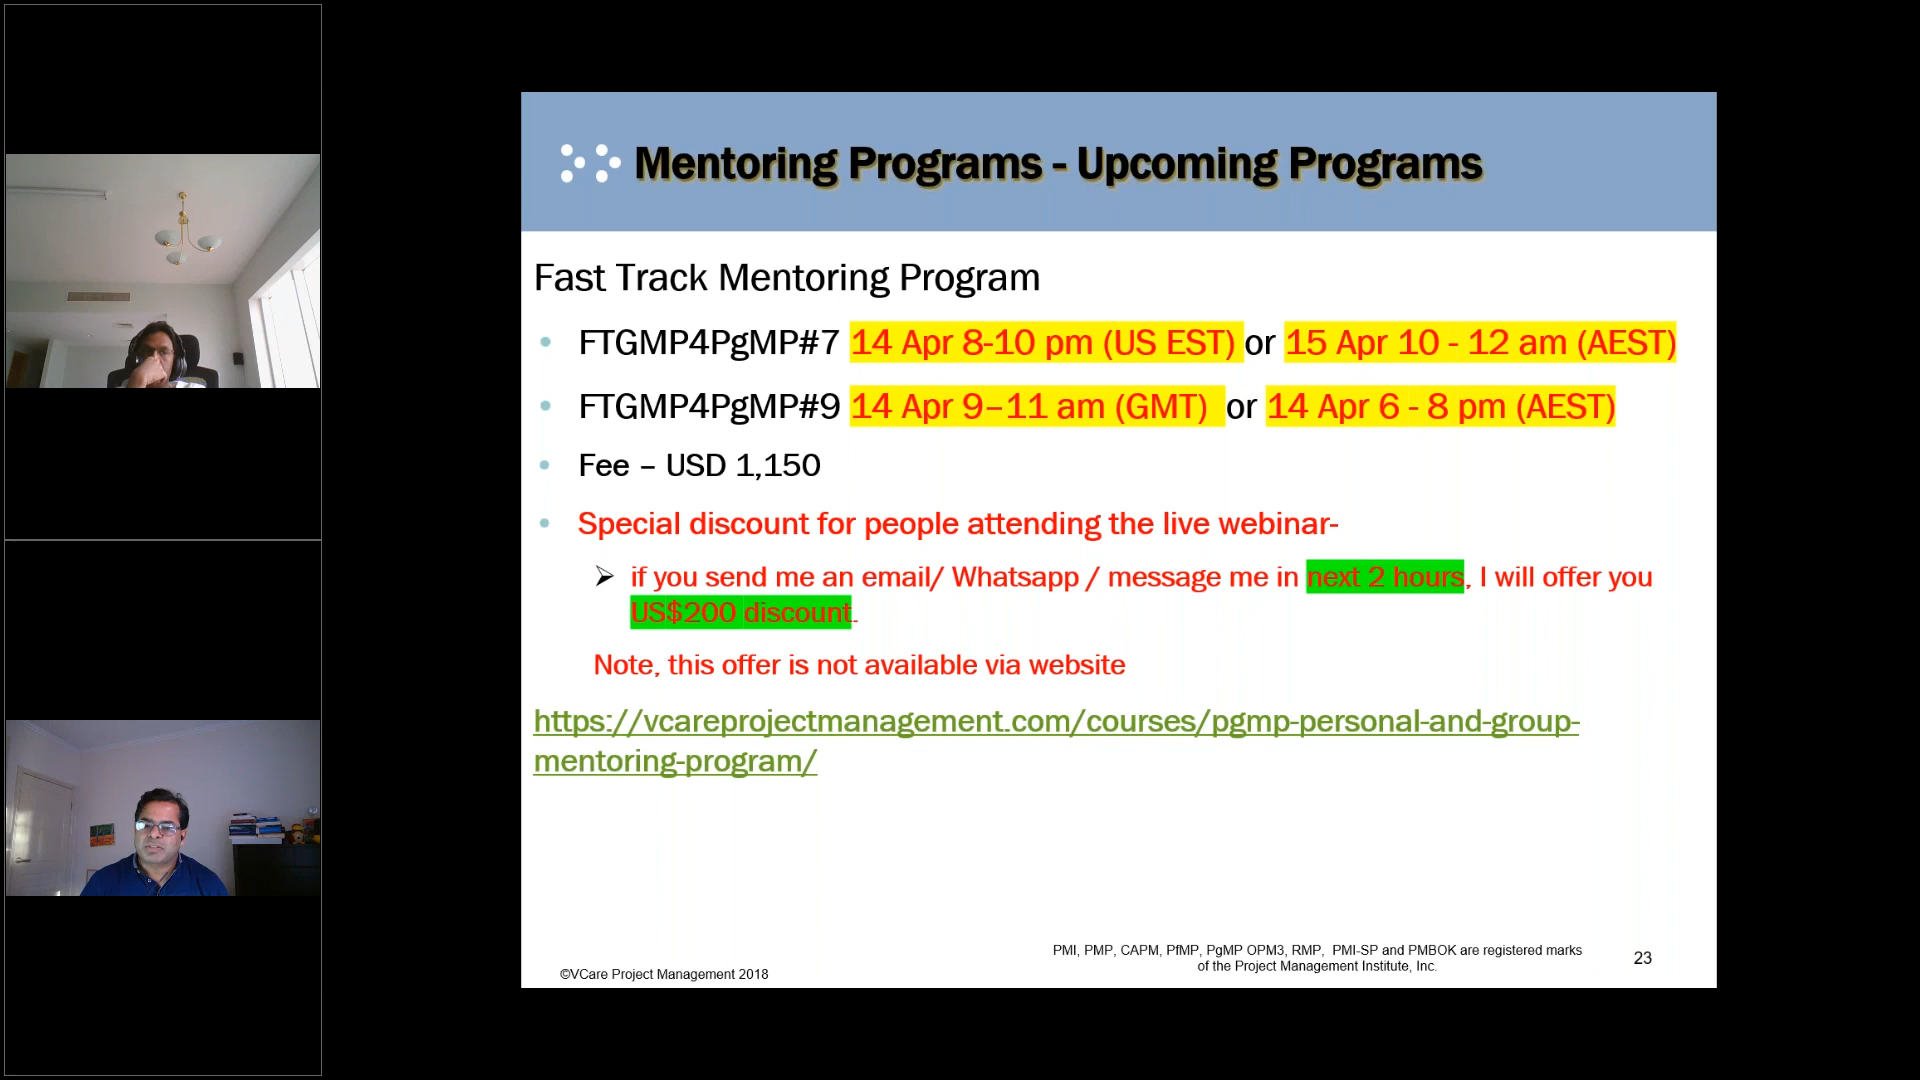 Mentoring Programs - Upcoming Programs
Fast Track Mentoring Program
• FTGMP4PgMP#7 14 Apr 8-10 pm (US EST) or 15 Apr 10 - 12 am (AEST)
• FTGMP4PgMP#9 14 Apr 9–11 am (GMT) or 14 Apr 6 - 8 pm (AEST)
• Fee – USD 1,150
• Special discount for people attending the live webinar-
➢ if you send me an email/ Whatsapp / message me in next 2 hours, I will offer you
US$200 discount.
Note, this offer is not available via website
https://vcareprojectmanagement.com/courses/pgmp-personal-and-group-
mentoring-program/
PMI, PMP, CAPM, PfMP, PgMP OPM3, RMP, PMI-SP and PMBOK are registered marks
of the Project Management Institute, Inc.
23
©VCare Project Management 2018